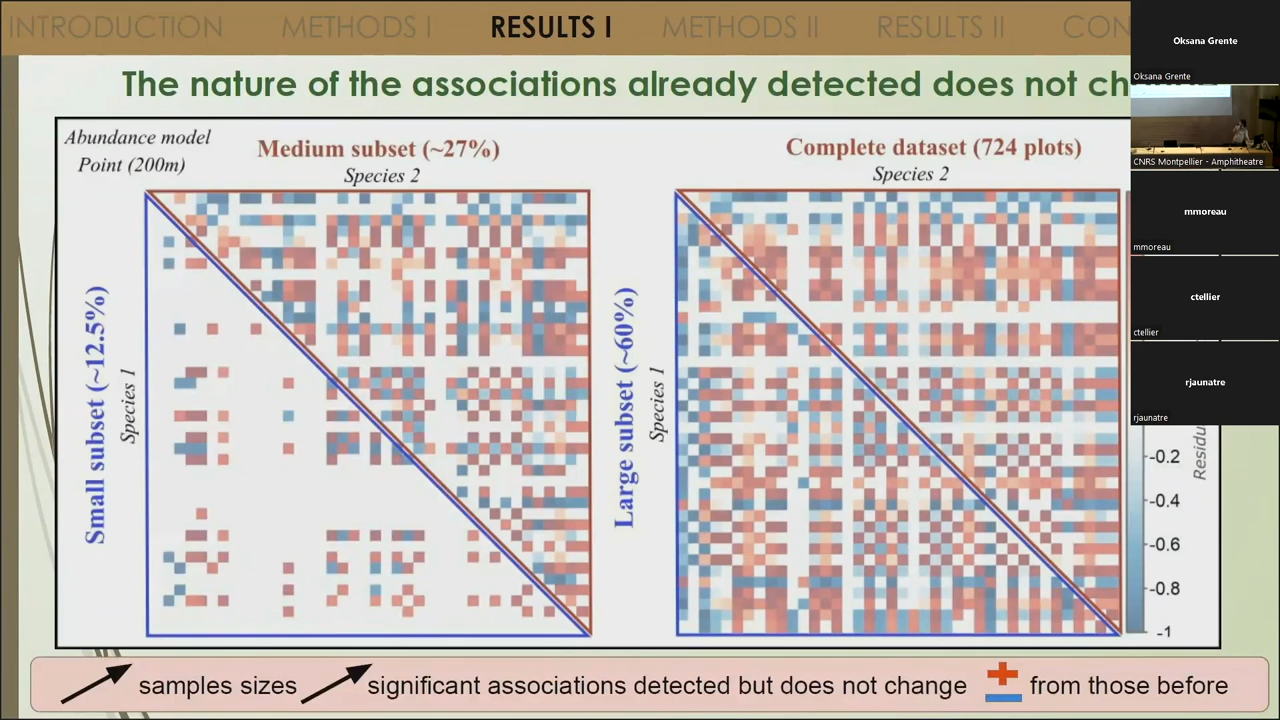 INTRODUCTION METHODS I RESULTS I METHODS II RESULTS II CON
The nature of the associations already detected does not ch
Abundance model
Point (200m)
Medium subset (~27%)
Species 2
Small subset (~12.5%)
Species 1
Complete dataset (724 plots)
Species 2
Large subset (~60%)
Species 1
-0.2
-0.4
-0.6
-0.8
-1
Residu
samples sizes significant associations detected but does not change + - from those before
Oksana Grente
Oksana Grente
CNRS Montpellier - Amphitheatre
mmoreau
mmoreau
ctellier
ctellier
rjaunatre
rjaunatre